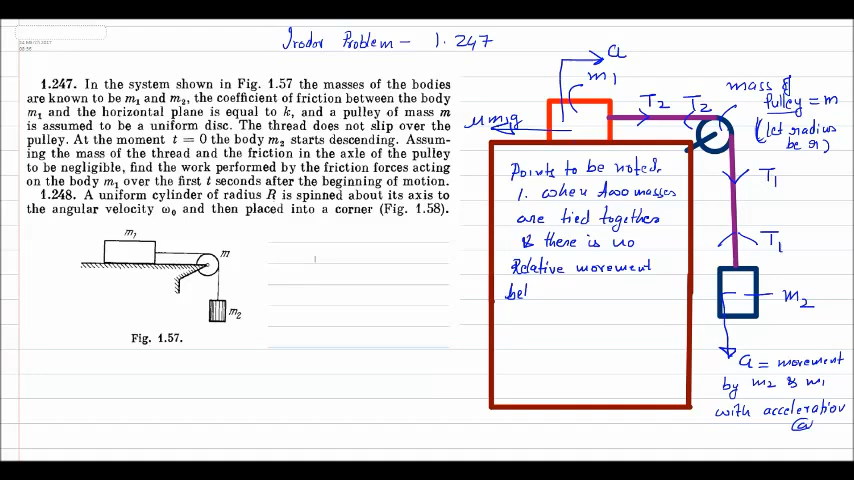 Irodov Problem - 1.247
1.247. In the system shown in Fig. 1.57 the masses of the bodies
are known to be m₁ and m₂, the coefficient of friction between the body
m₁ and the horizontal plane is equal to k, and a pulley of mass m
is assumed to be a uniform disc. The thread does not slip over the
pulley. At the moment t = 0 the body m₂ starts descending. Assum-
ing the mass of the thread and the friction in the axle of the pulley
to be negligible, find the work performed by the friction forces acting
on the body m₁ over the first t seconds after the beginning of motion.
1.248. A uniform cylinder of radius R is spinned about its axis to
the angular velocity ω₀ and then placed into a corner (Fig. 1.58).
m₁
m
m₂
Fig. 1.57.
a
m₁
μm₁g
T₂
T₂
mass of
pulley = m
(let radius
be r)
T₁
T₁
m₂
a = movement
by m₂ & m₁
with acceleration
a
Points to be noted.
1. when two masses
are tied together
& there is no
Relative movement
bet